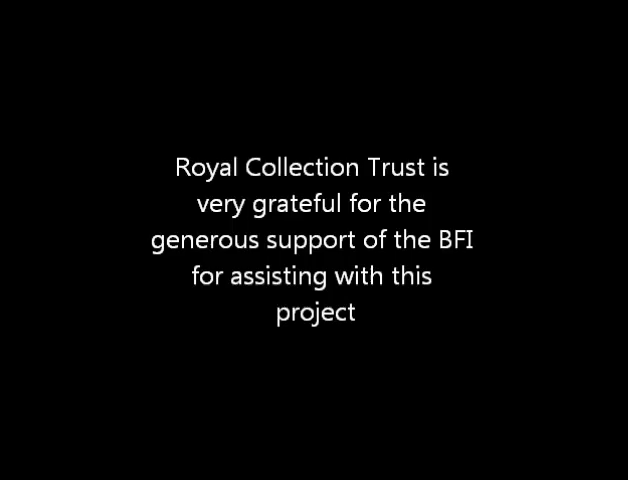 Royal Collection Trust is
very grateful for the
generous support of the BFI
for assisting with this
project